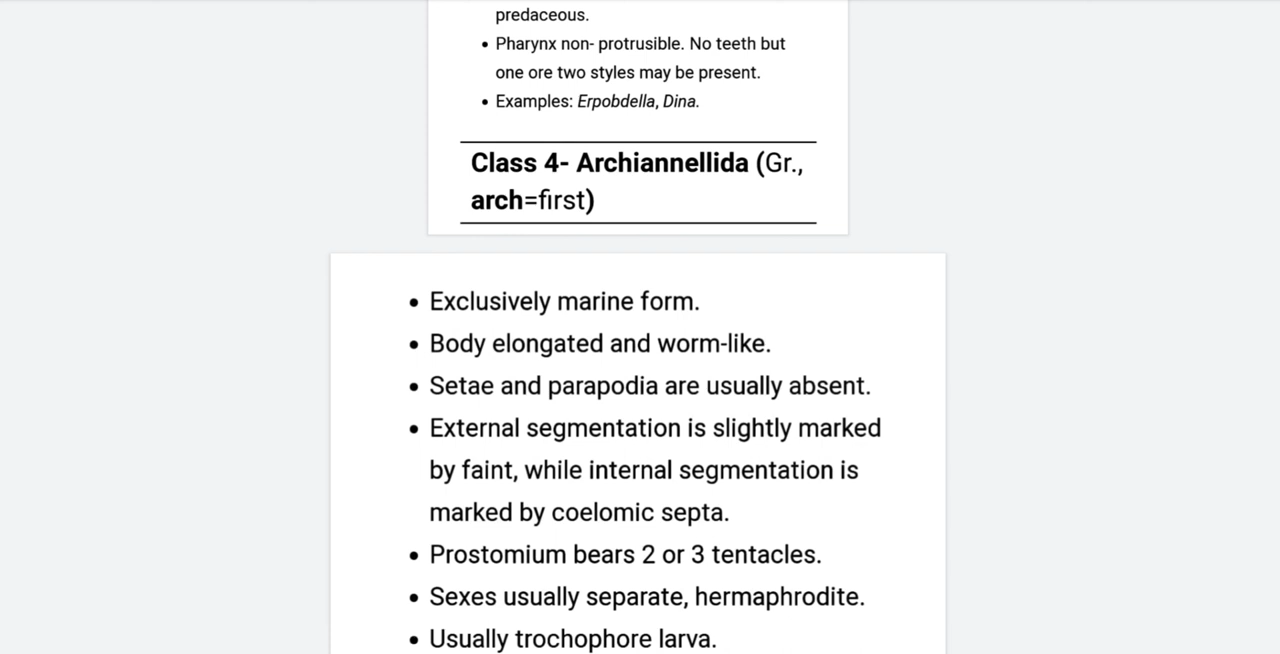 predaceous.
• Pharynx non- protrusible. No teeth but
one ore two styles may be present.
• Examples: Erpobdella, Dina.
Class 4- Archiannellida (Gr.,
arch=first)
• Exclusively marine form.
• Body elongated and worm-like.
• Setae and parapodia are usually absent.
• External segmentation is slightly marked
by faint, while internal segmentation is
marked by coelomic septa.
• Prostomium bears 2 or 3 tentacles.
• Sexes usually separate, hermaphrodite.
• Usually trochophore larva.